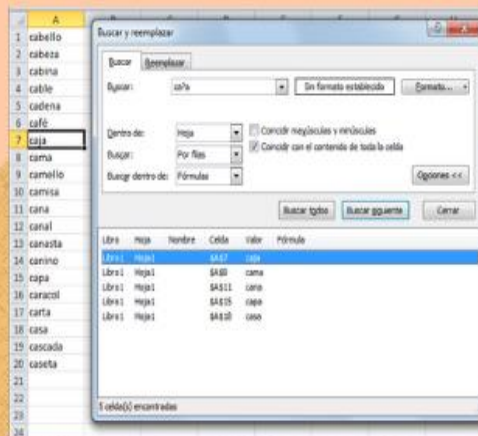 A
1 cabello
2 cabeza
3 cabina
4 cable
5 cadena
6 café
7 caja
8 cama
9 camello
10 camisa
11 cana
12 canal
13 canasta
14 canino
15 capa
16 caracol
17 carta
18 casa
19 cascada
20 caseta
21
22
23
24
Buscar y reemplazar
Buscar Reemplazar
Buscar: ca?a Sin formato establecido Formato...
Dentro de: Hoja Coincidir mayúsculas y minúsculas
Buscar: Por filas Coincidir con el contenido de toda la celda
Buscar dentro de: Fórmulas
Opciones <<
Buscar todos Buscar siguiente Cerrar
Libro Hoja Nombre Celda Valor Fórmula
Libro1 Hoja1 $A$7 caja
Libro1 Hoja1 $A$8 cama
Libro1 Hoja1 $A$11 cana
Libro1 Hoja1 $A$15 capa
Libro1 Hoja1 $A$18 casa
5 celda(s) encontradas